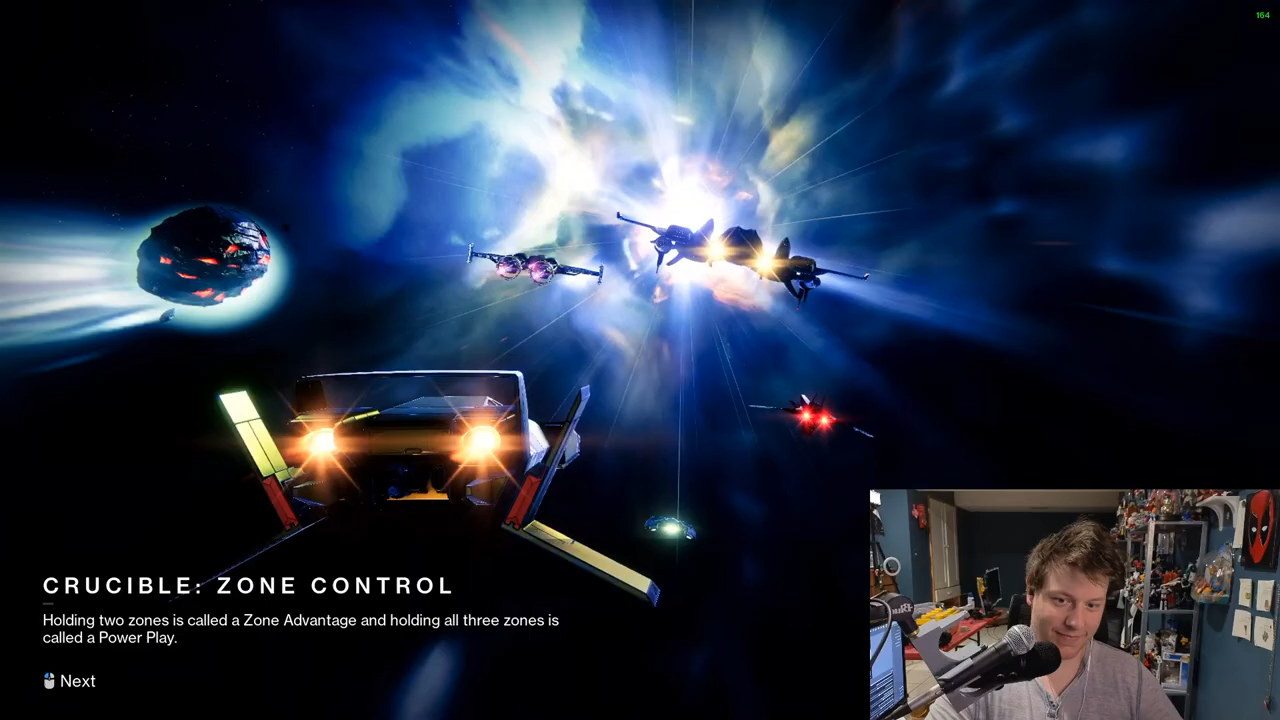 164
CRUCIBLE: ZONE CONTROL
Holding two zones is called a Zone Advantage and holding all three zones is
called a Power Play.
Next